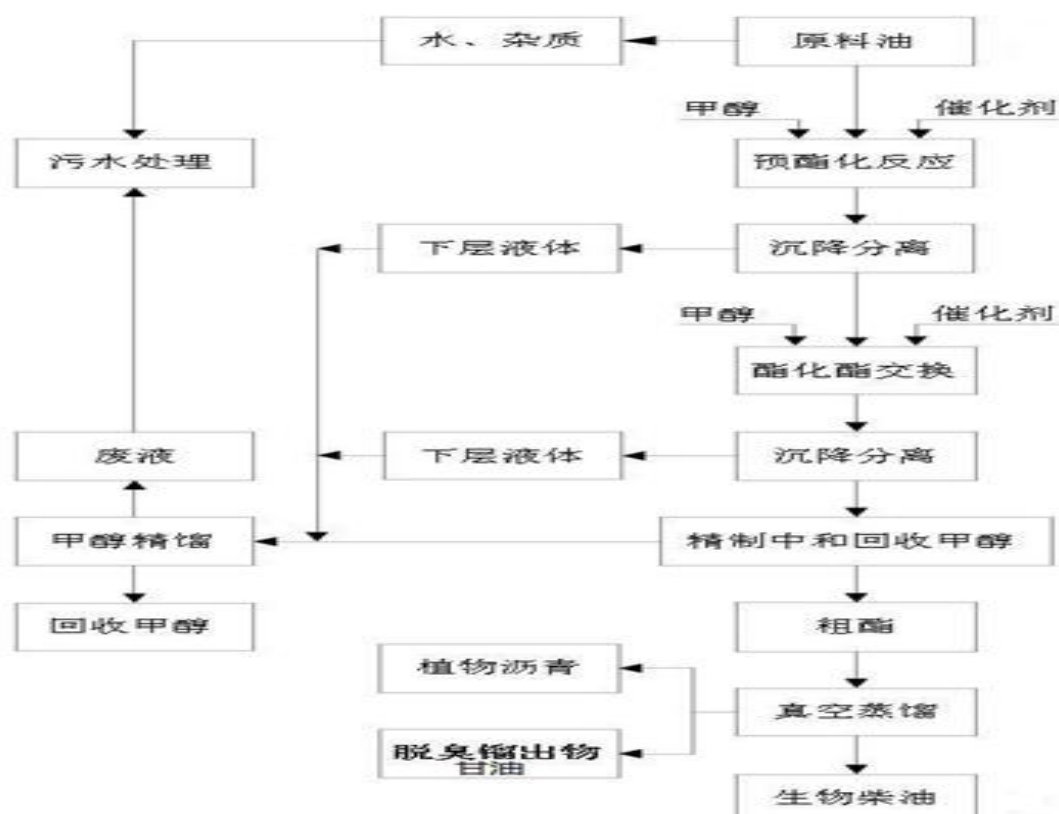 水、杂质
原料油
甲醇
催化剂
污水处理
预酯化反应
下层液体
沉降分离
甲醇
催化剂
酯化酯交换
废液
下层液体
沉降分离
甲醇精馏
精制中和回收甲醇
回收甲醇
粗酯
植物沥青
真空蒸馏
脱臭馏出物
甘油
生物柴油